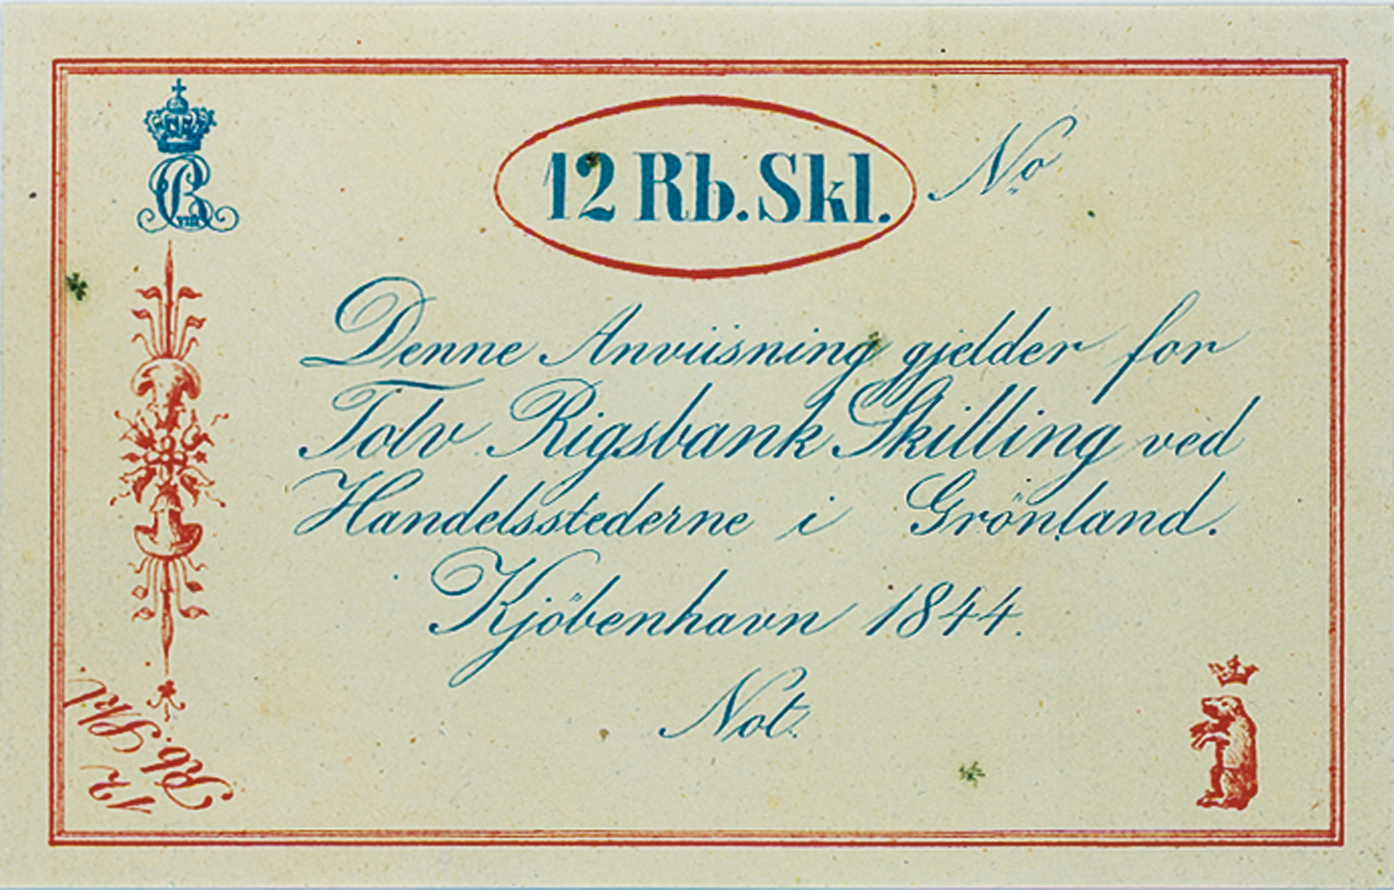 12 Rb. Skl. No
Denne Anviisning gjelder for
Tolv Rigsbank Skilling ved
Handelsstederne i Grönland.
Kjöbenhavn 1844.
Not.
12
Rb. Skl.